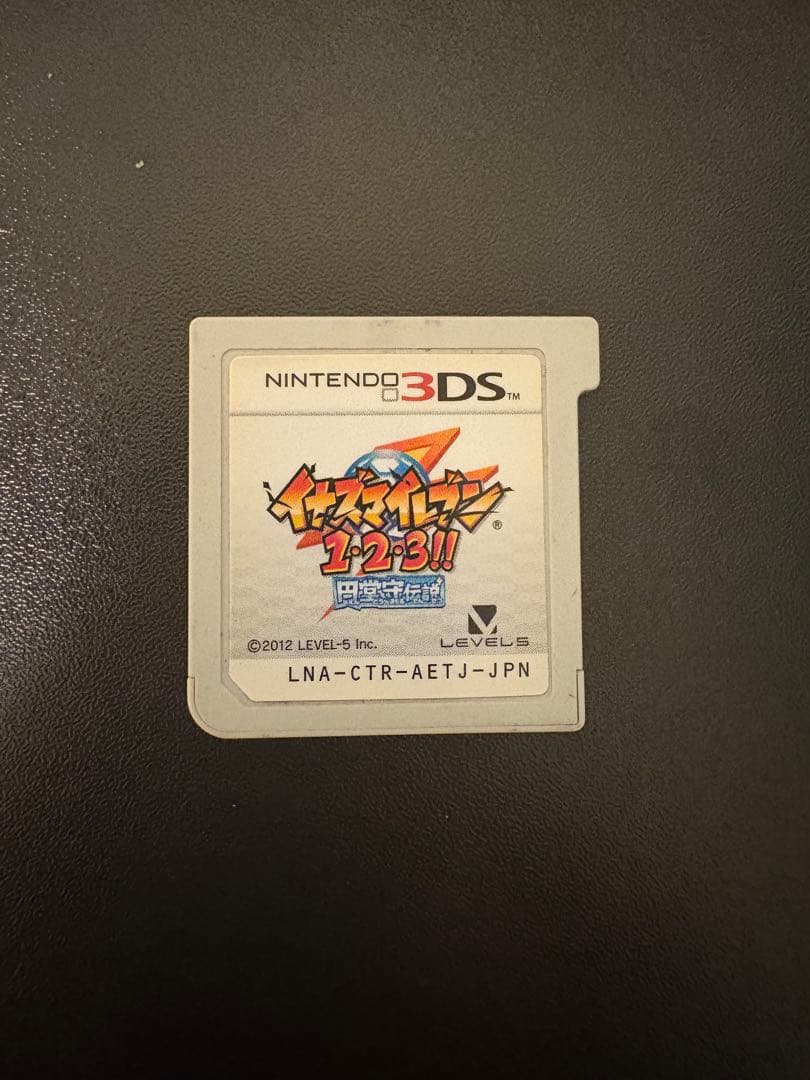 NINTENDO 3DS™
イナズマイレブン®
1・2・3!!
円堂守伝説
©2012 LEVEL-5 Inc.
LEVEL5
LNA-CTR-AETJ-JPN